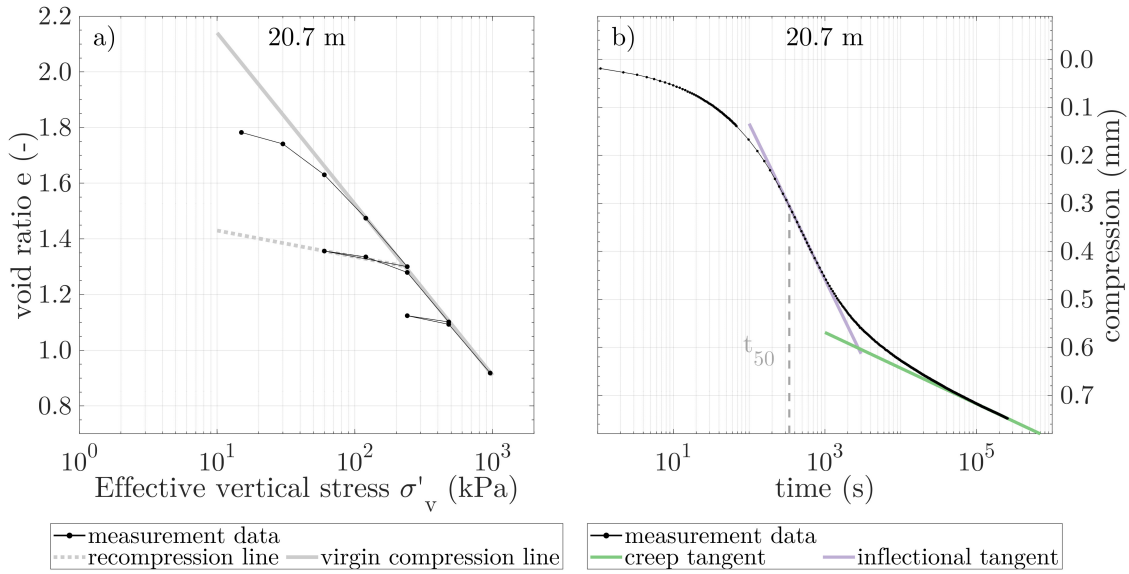 a) 20.7 m
2.2
2.0
1.8
1.6
1.4
1.2
1.0
0.8
void ratio e (-)
10^0 10^1 10^2 10^3
Effective vertical stress σ'_v (kPa)
measurement data
recompression line virgin compression line
b) 20.7 m
0.0
0.1
0.2
0.3
0.4
0.5
0.6
0.7
compression (mm)
t_50
10^1 10^3 10^5
time (s)
measurement data
creep tangent inflectional tangent